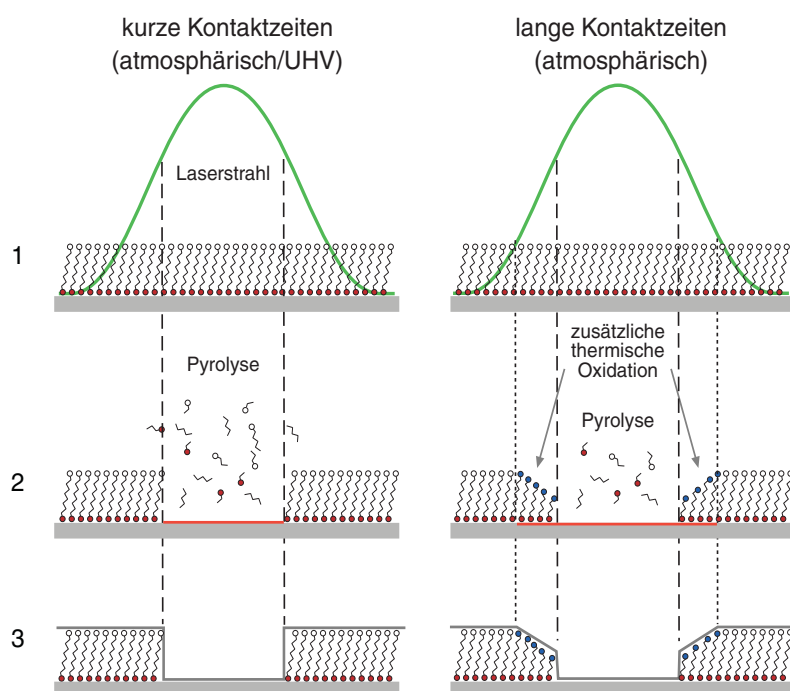 kurze Kontaktzeiten
(atmosphärisch/UHV)
lange Kontaktzeiten
(atmosphärisch)
Laserstrahl
1
zusätzliche
thermische
Oxidation
Pyrolyse
Pyrolyse
2
3